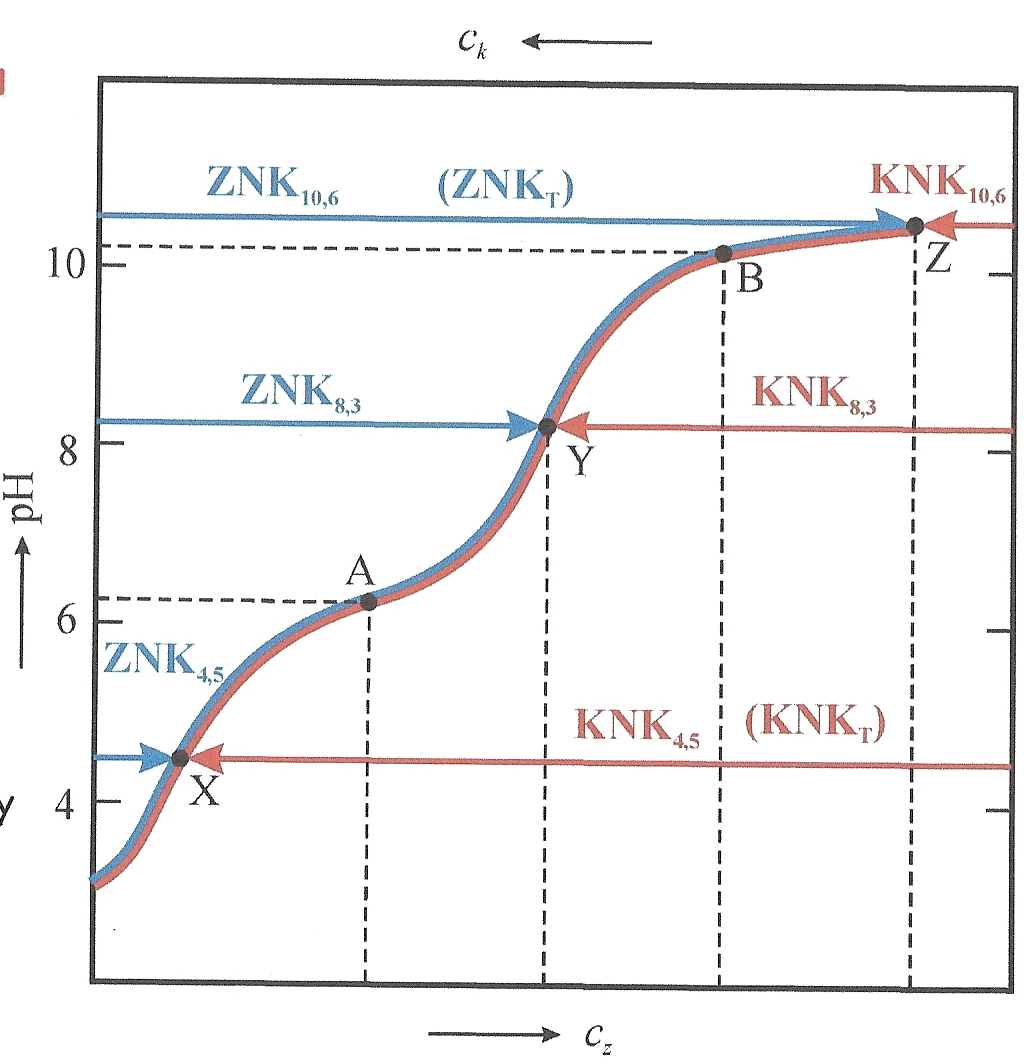 c_k
ZNK10,6 (ZNKT) KNK10,6
Z
10
B
ZNK8,3 KNK8,3
8
Y
pH
A
6
ZNK4,5
KNK4,5 (KNKT)
X
4
y
c_z